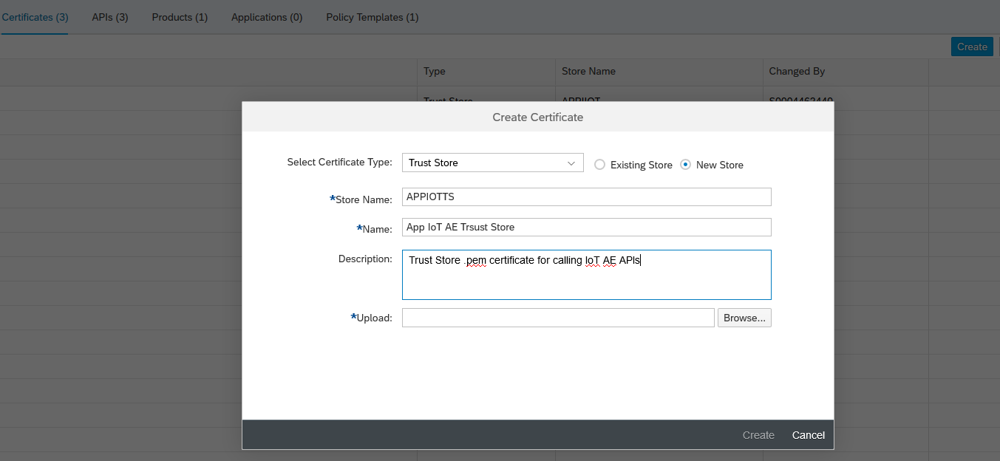 Certificates (3) APIs (3) Products (1) Applications (0) Policy Templates (1)
Create
Type Store Name Changed By
Trust Store APPIIOT S0004462440
Create Certificate
Select Certificate Type: Trust Store Existing Store New Store
*Store Name: APPIOTTS
*Name: App IoT AE Trsust Store
Description: Trust Store .pem certificate for calling IoT AE APIs
*Upload: Browse...
Create Cancel